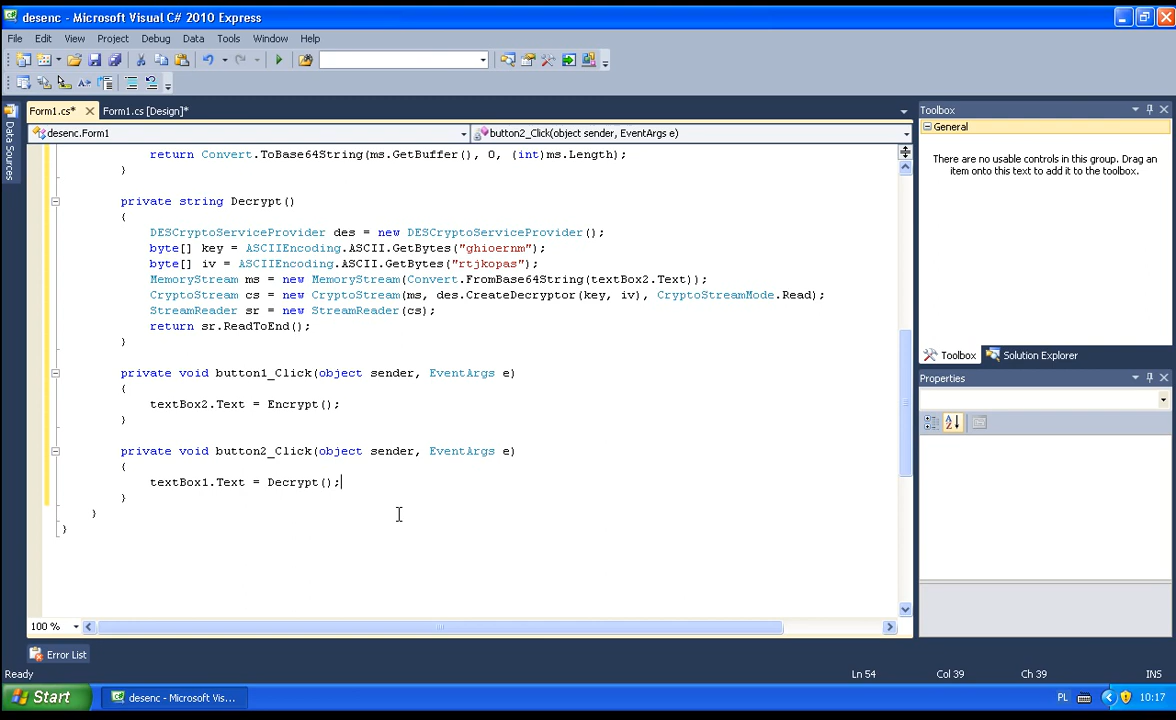 desenc - Microsoft Visual C# 2010 Express
File Edit View Project Debug Data Tools Window Help
Form1.cs* Form1.cs [Design]*
desenc.Form1 button2_Click(object sender, EventArgs e)
Data Sources
return Convert.ToBase64String(ms.GetBuffer(), 0, (int)ms.Length);
}
private string Decrypt()
{
DESCryptoServiceProvider des = new DESCryptoServiceProvider();
byte[] key = ASCIIEncoding.ASCII.GetBytes("ghioernm");
byte[] iv = ASCIIEncoding.ASCII.GetBytes("rtjkopas");
MemoryStream ms = new MemoryStream(Convert.FromBase64String(textBox2.Text));
CryptoStream cs = new CryptoStream(ms, des.CreateDecryptor(key, iv), CryptoStreamMode.Read);
StreamReader sr = new StreamReader(cs);
return sr.ReadToEnd();
}
private void button1_Click(object sender, EventArgs e)
{
textBox2.Text = Encrypt();
}
private void button2_Click(object sender, EventArgs e)
{
textBox1.Text = Decrypt();
}
}
}
100 %
Toolbox
General
There are no usable controls in this group. Drag an
item onto this text to add it to the toolbox.
Toolbox Solution Explorer
Properties
Error List
Ready Ln 54 Col 39 Ch 39 INS
Start desenc - Microsoft Vis... PL 10:17